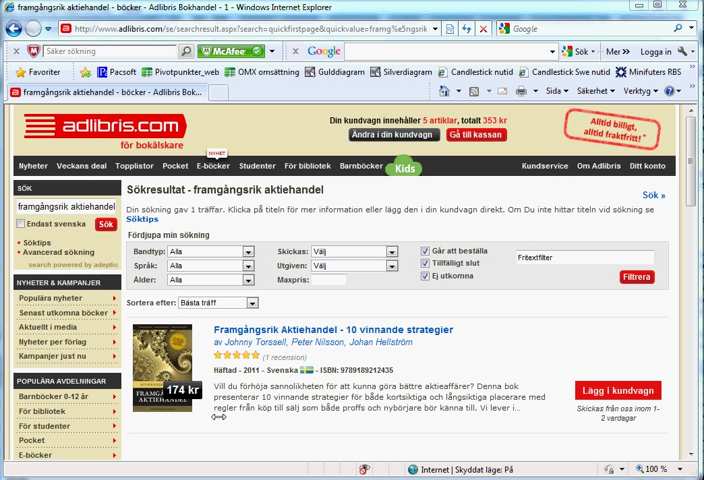 framgångsrik aktiehandel - böcker - Adlibris Bokhandel - 1 - Windows Internet Explorer
http://www.adlibris.com/se/searchresult.aspx?search=quickfirstpage&quickvalue=framg%e5ngsrik
Google
Söker sökning
McAfee
Google
Sök
Mer
Logga in
Favoriter
Pacsoft
Pivotpunkter_web
OMX omsättning
Gulddiagram
Silverdiagram
Candlestick nutid
Candlestick Swe nutid
Minifuters RBS
framgångsrik aktiehandel - böcker - Adlibris Bok...
Sida
Säkerhet
Verktyg
adlibris.com
för bokälskare
Din kundvagn innehåller 5 artiklar, totalt 353 kr
Ändra i din kundvagn
Gå till kassan
Alltid billigt,
alltid fraktfritt!*
NYHET
Nyheter
Veckans deal
Topplistor
Pocket
E-böcker
Studenter
För bibliotek
Barnböcker
Kids
Kundservice
Om Adlibris
Ditt konto
SÖK
framgångsrik aktiehandel
Endast svenska
Sök
• Söktips
• Avancerad sökning
search powered by adeptis
NYHETER & KAMPANJER
Populära nyheter
Senast utkomna böcker
Aktuellt i media
Nyheter per förlag
Kampanjer just nu
POPULÄRA AVDELNINGAR
Barnböcker 0-12 år
För bibliotek
För studenter
Pocket
E-böcker
Sökresultat - framgångsrik aktiehandel
Sök »
Din sökning gav 1 träffar. Klicka på titeln för mer information eller lägg den i din kundvagn direkt. Om Du inte hittar titeln vid sökning se
Söktips
Fördjupa min sökning
Bandtyp: Alla
Skickas: Välj
Går att beställa
Fritextfilter
Språk: Alla
Utgiven: Välj
Tillfälligt slut
Ålder: Alla
Maxpris:
Ej utkomna
Filtrera
Sortera efter: Bästa träff
Framgångsrik Aktiehandel - 10 vinnande strategier
av Johnny Torssell, Peter Nilsson, Johan Hellström
(1 recension)
Häftad - 2011 - Svenska - ISBN: 9789189212435
174 kr
FRAMGÅNGSRIK
AKTIEHANDEL
Vill du förhöja sannolikheten för att kunna göra bättre aktieaffärer? Denna bok
presenterar 10 vinnande strategier för både kortsiktiga och långsiktiga placerare med
regler från köp till sälj som både proffs och nybörjare bör känna till. Vi lever i...
Lägg i kundvagn
Skickas från oss inom 1-
2 vardagar
Internet | Skyddat läge: På
100 %